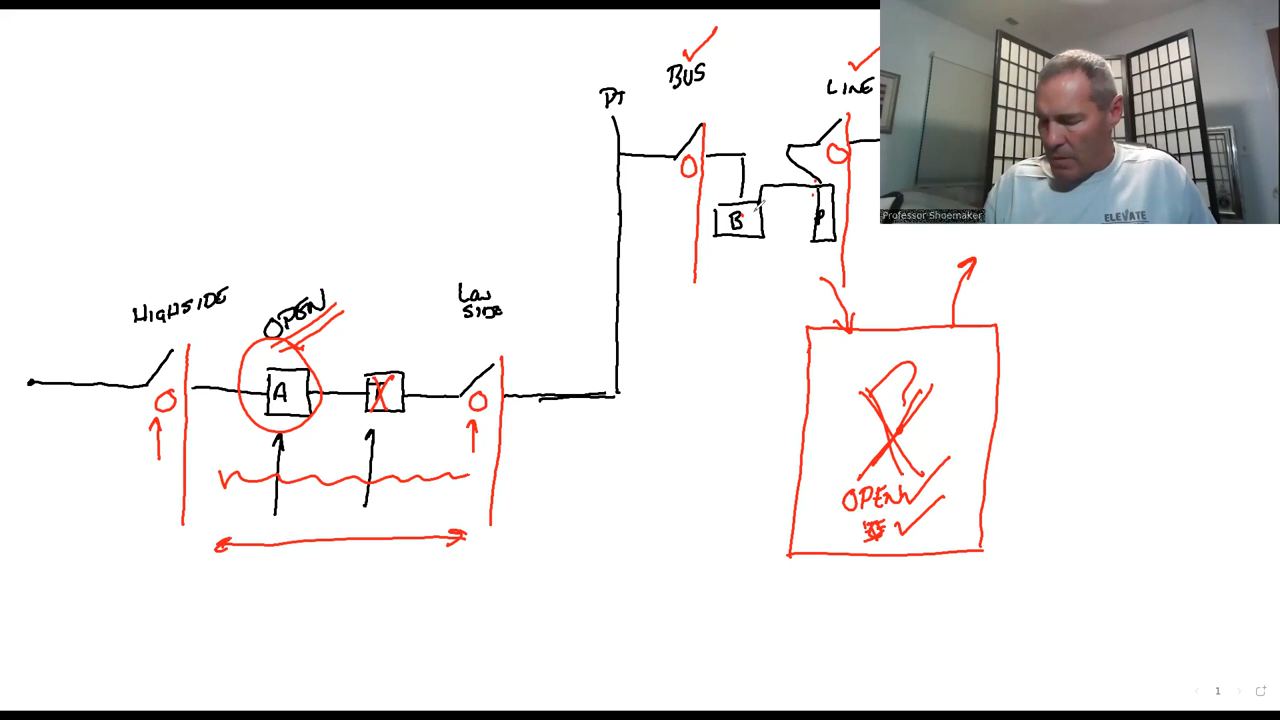 BUS
LINE
PT
B
Professor Shoemaker
ELEVATE
HIGHSIDE
OPEN
LOW
SIDE
A
OPEN
1